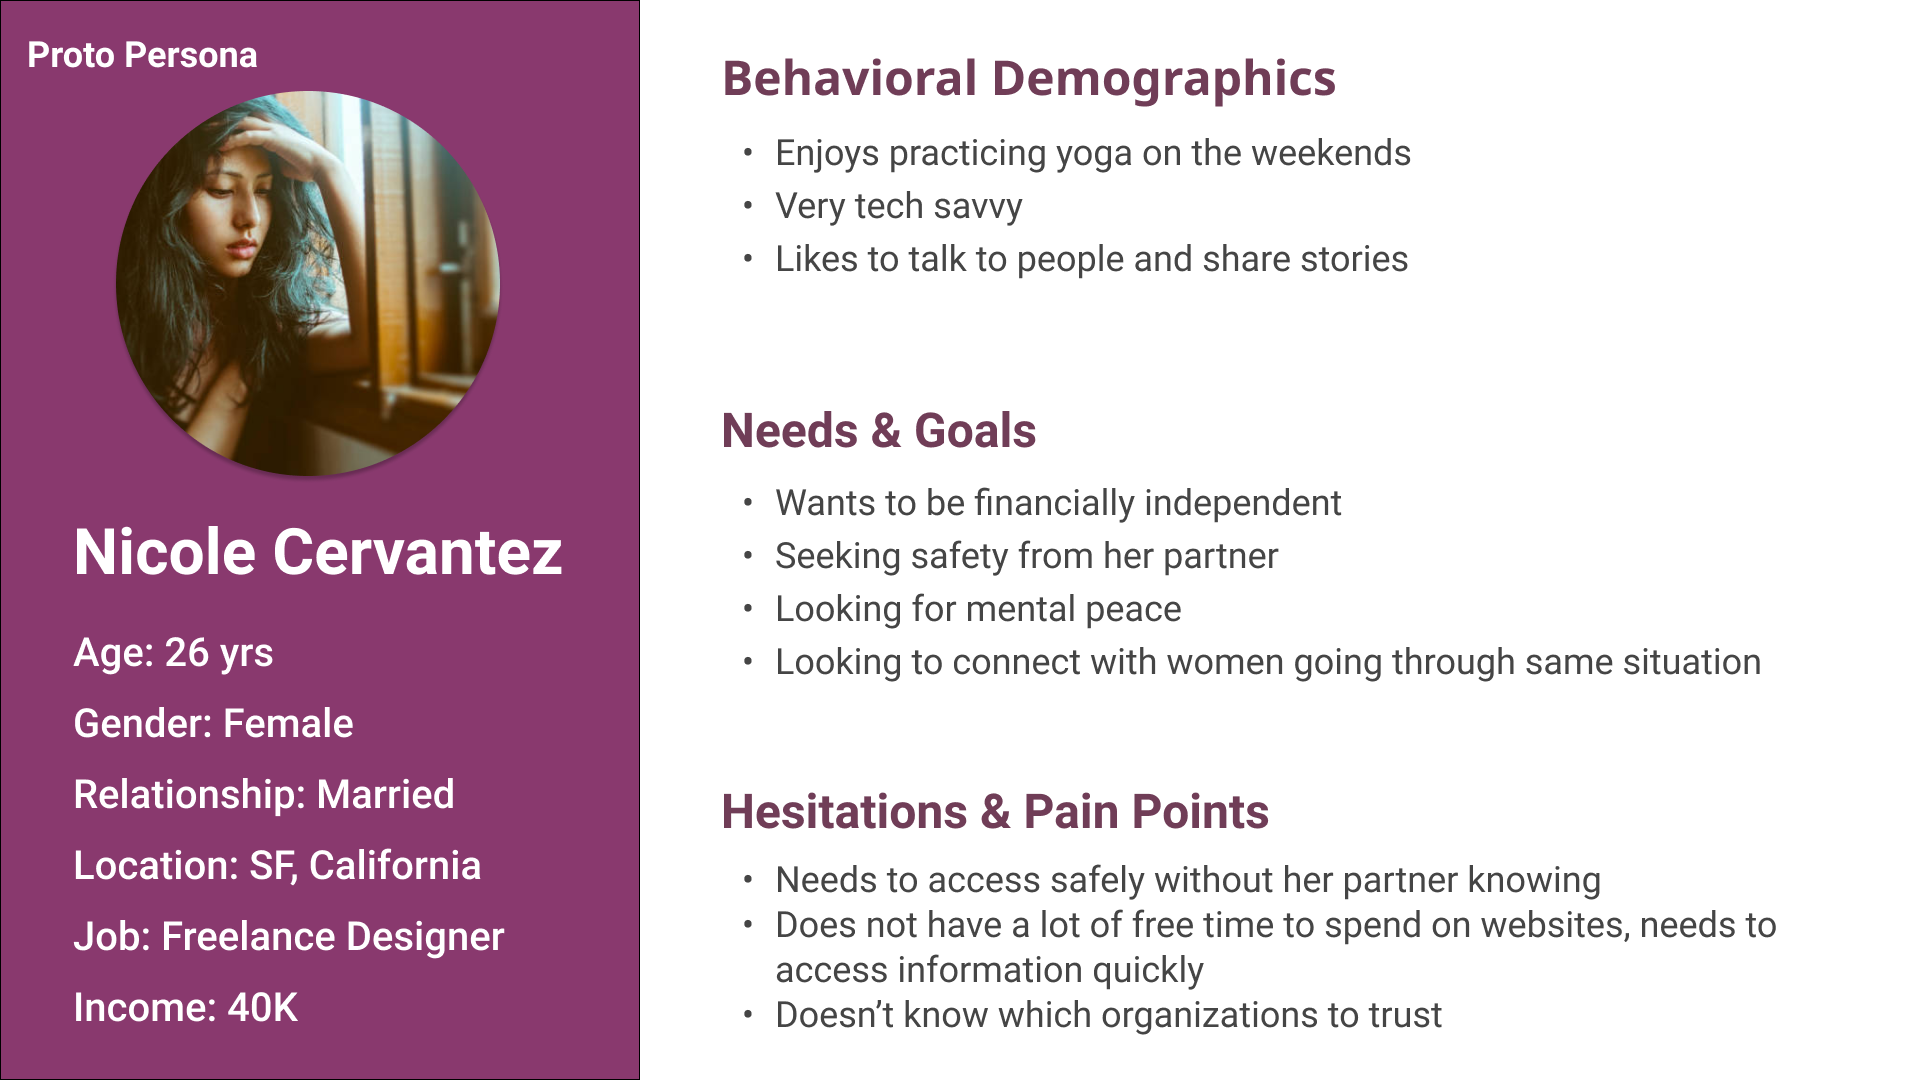 Proto Persona
Nicole Cervantez
Age: 26 yrs
Gender: Female
Relationship: Married
Location: SF, California
Job: Freelance Designer
Income: 40K
Behavioral Demographics
• Enjoys practicing yoga on the weekends
• Very tech savvy
• Likes to talk to people and share stories
Needs & Goals
• Wants to be financially independent
• Seeking safety from her partner
• Looking for mental peace
• Looking to connect with women going through same situation
Hesitations & Pain Points
• Needs to access safely without her partner knowing
• Does not have a lot of free time to spend on websites, needs to
access information quickly
• Doesn’t know which organizations to trust